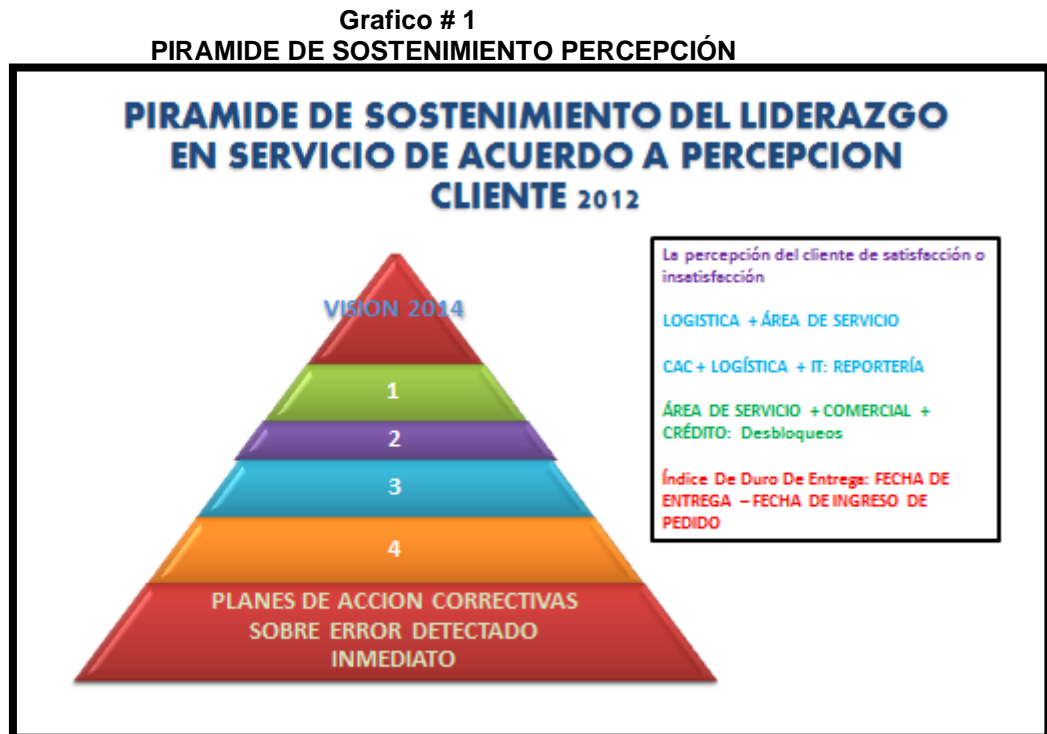 Grafico # 1
PIRAMIDE DE SOSTENIMIENTO PERCEPCIÓN
PIRAMIDE DE SOSTENIMIENTO DEL LIDERAZGO
EN SERVICIO DE ACUERDO A PERCEPCION
CLIENTE 2012
VISION 2014
1
2
3
4
PLANES DE ACCION CORRECTIVAS
SOBRE ERROR DETECTADO
INMEDIATO
La percepción del cliente de satisfacción o
insatisfacción
LOGISTICA + ÁREA DE SERVICIO
CAC + LOGÍSTICA + IT: REPORTERÍA
ÁREA DE SERVICIO + COMERCIAL +
CRÉDITO: Desbloqueos
Índice De Duro De Entrega: FECHA DE
ENTREGA – FECHA DE INGRESO DE
PEDIDO